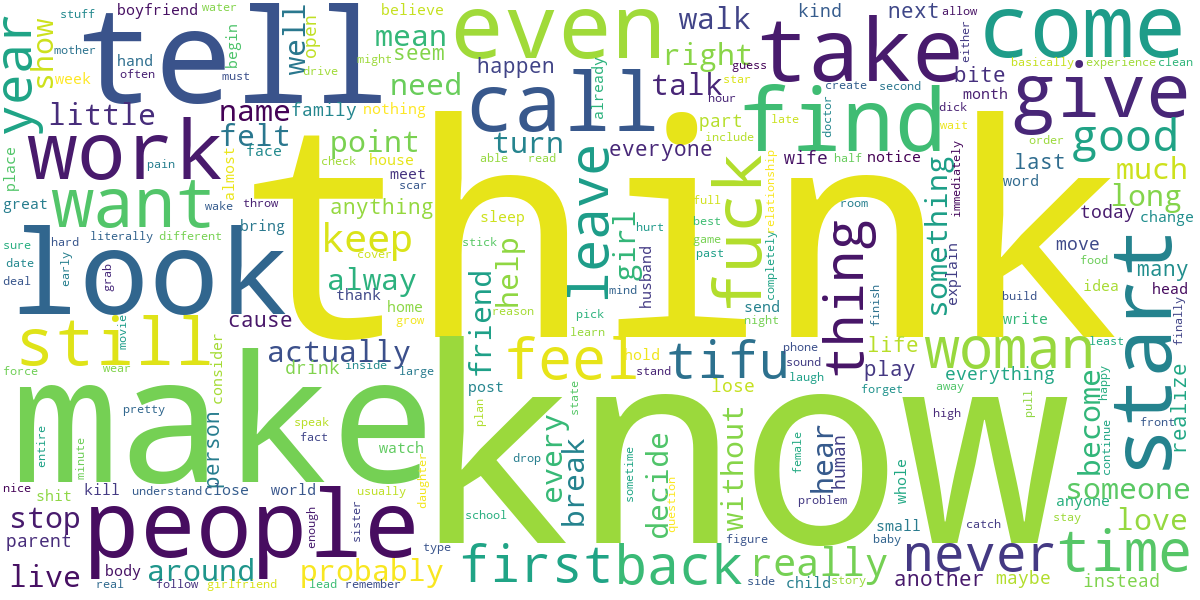 stuff boyfriend water mother tell well open begin drive
believe mean might must seem need
even walk right kind next allow either
come basically experience clean
year show week hand often
happen call already talk star guess hour
take create second bite month give
little name family nothing
felt face point check house
turn everyone able read
part include late wife doctor find half notice dick wait order good
work pain almost meet scar
place great want wake throw bring anything
think leave girl fuck full best game past relationship completely room
something immediately last word much long
sure date deal hard early look literally different grab
keep cover alway thank home grow
sleep stick help hurt reason mind husband pick learn
thing today change move many explain food idea head
still movie wear cause friend
send night finish build write start finally least
force consider actually drink inside large
feel hold tifu stand lose phone sound laugh life play forget
woman everything away become happy realize
make pretty person speak fact watch
post plan state every know high pull front
entire minute daughter break drop sometime decide question without female hear human problem whole continue
nice shit kill understand close world usually
school figure small baby catch someone anyone stay
stop people enough sister type
love never time
parent body around probably first back really
live real follow girlfriend lead remember
side child story another maybe instead